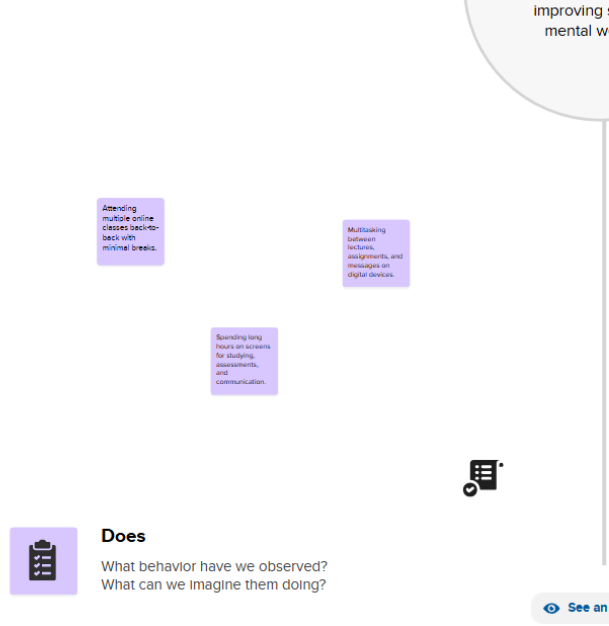 improving
mental
Attending
multiple online
classes back-to-
back with
minimal breaks.
Multitasking
between
lectures,
assignments, and
messages on
digital devices.
Spending long
hours on screens
for studying,
assessments,
and
communication.
Does
What behavior have we observed?
What can we imagine them doing?
See an